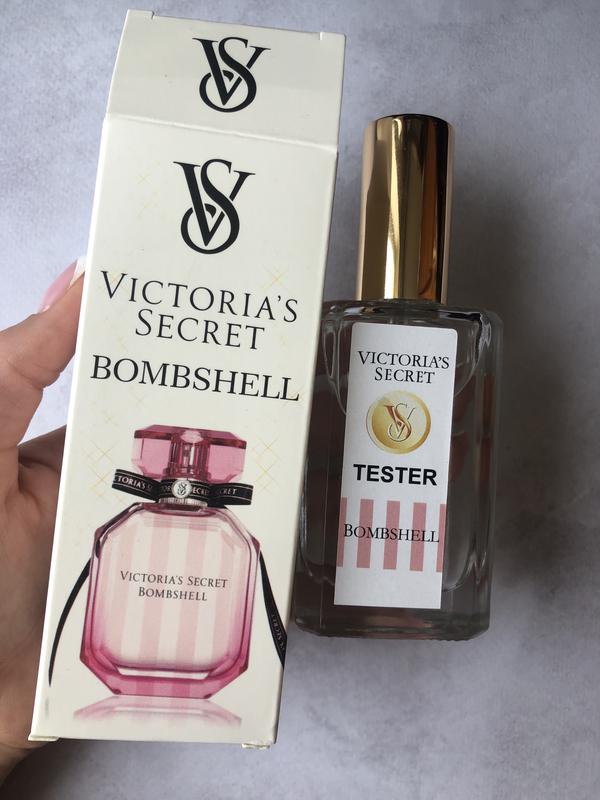 VS
VS
VICTORIA'S
SECRET
BOMBSHELL
VICTORIA'S SECRET
BOMBSHELL
VICTORIA'S
SECRET
VS
TESTER
BOMBSHELL